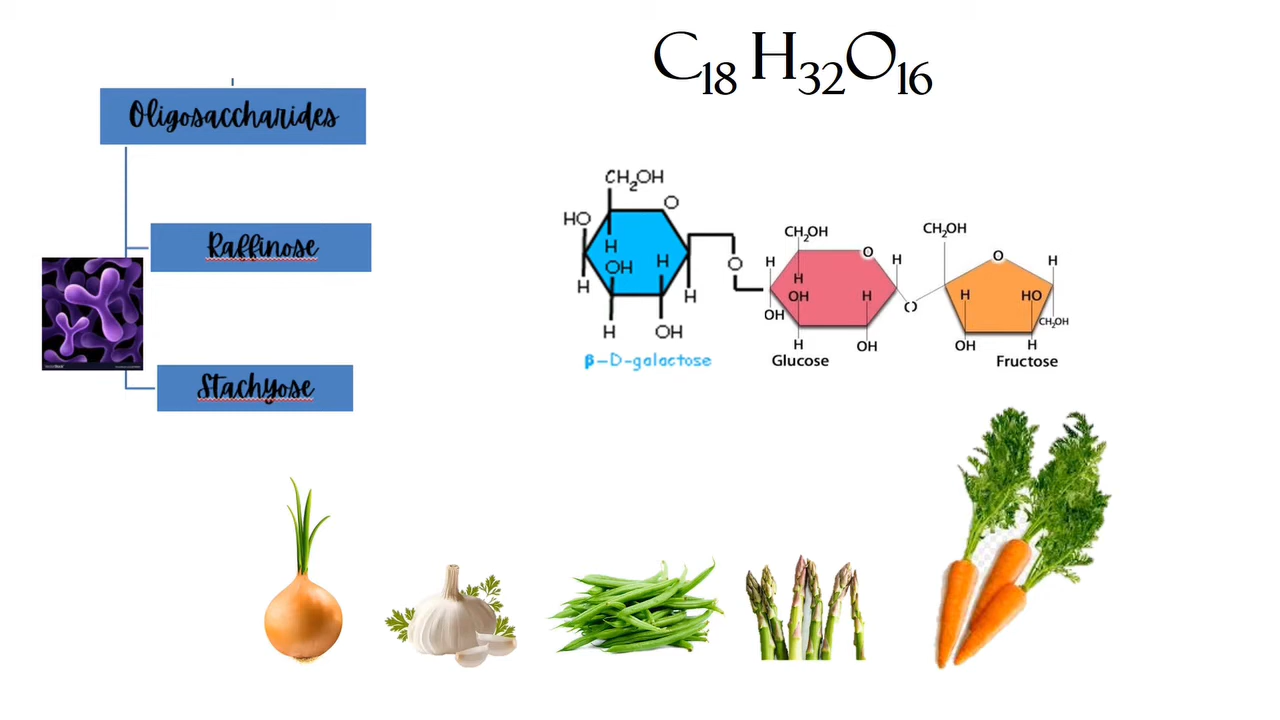 C18 H32O16
Oligosaccharides
Raffinose
Stachyose
CH2OH
O
HO
H
OH
H
H
H
H
OH
β-D-galactose
O
CH2OH
O
H
H
H
OH
H
OH
H
OH
Glucose
O
CH2OH
O
H
H
HO
CH2OH
OH
H
Fructose